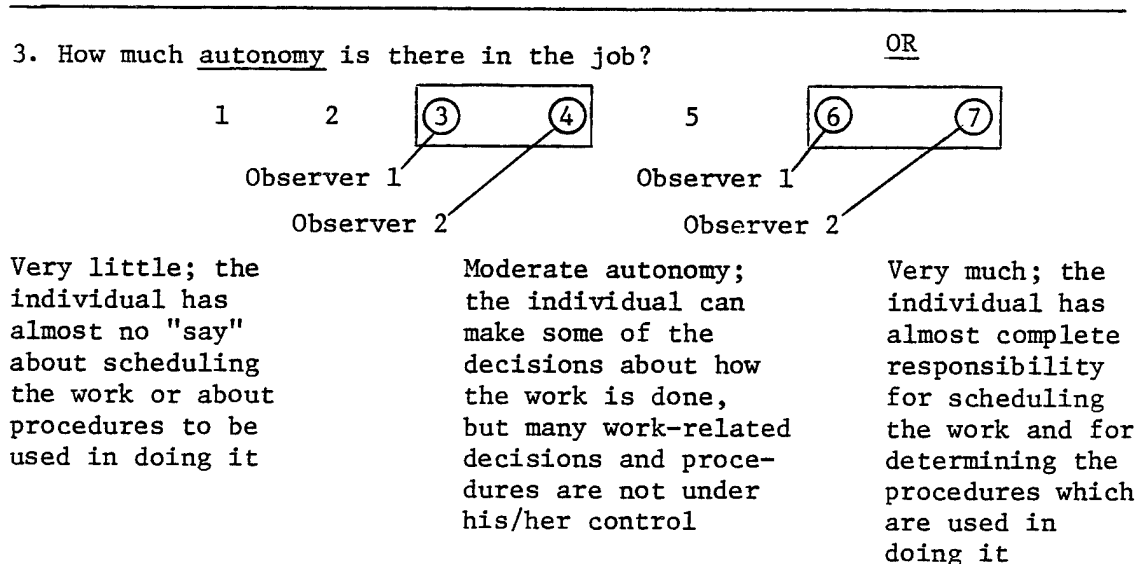 3. How much autonomy is there in the job? OR
1 2 3 4 5 6 7
Observer 1 Observer 1
Observer 2 Observer 2
Very little; the
individual has
almost no "say"
about scheduling
the work or about
procedures to be
used in doing it
Moderate autonomy;
the individual can
make some of the
decisions about how
the work is done,
but many work-related
decisions and proce-
dures are not under
his/her control
Very much; the
individual has
almost complete
responsibility
for scheduling
the work and for
determining the
procedures which
are used in
doing it